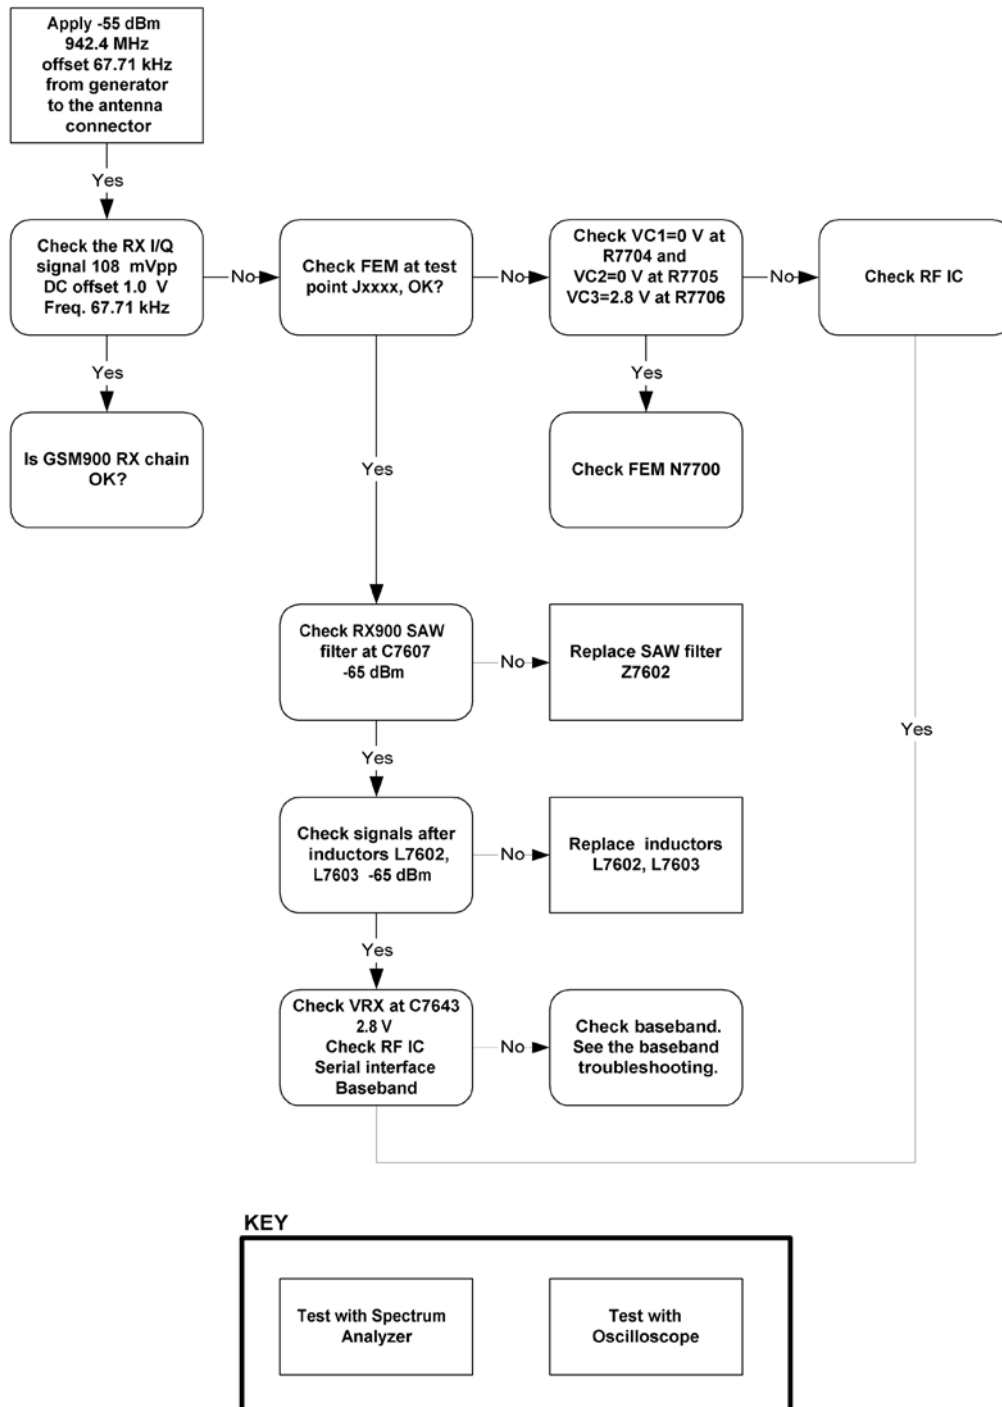 Apply -55 dBm
942.4 MHz
offset 67.71 kHz
from generator
to the antenna
connector
Yes
Check the RX I/Q
signal 108 mVpp
DC offset 1.0 V
Freq. 67.71 kHz
No
Check FEM at test
point Jxxxx, OK?
No
Check VC1=0 V at
R7704 and
VC2=0 V at R7705
VC3=2.8 V at R7706
No
Check RF IC
Yes
Is GSM900 RX chain
OK?
Yes
Check FEM N7700
Yes
Check RX900 SAW
filter at C7607
-65 dBm
No
Replace SAW filter
Z7602
Yes
Yes
Check signals after
inductors L7602,
L7603 -65 dBm
No
Replace inductors
L7602, L7603
Yes
Check VRX at C7643
2.8 V
Check RF IC
Serial interface
Baseband
No
Check baseband.
See the baseband
troubleshooting.
KEY
Test with Spectrum
Analyzer
Test with
Oscilloscope